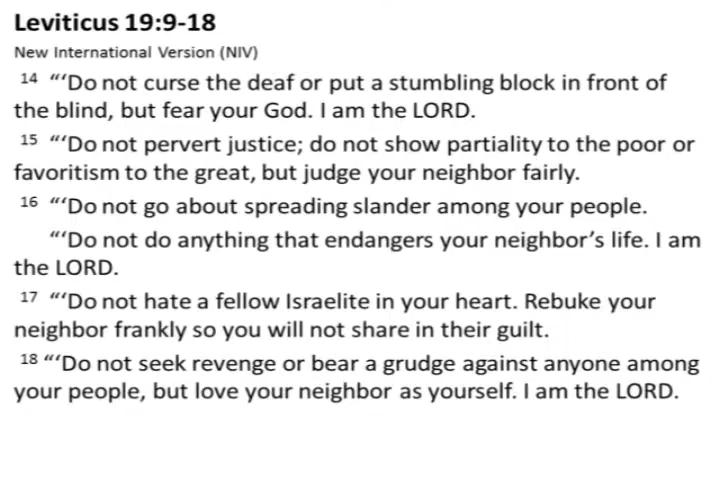 Leviticus 19:9-18
New International Version (NIV)
14 “‘Do not curse the deaf or put a stumbling block in front of
the blind, but fear your God. I am the LORD.
15 “‘Do not pervert justice; do not show partiality to the poor or
favoritism to the great, but judge your neighbor fairly.
16 “‘Do not go about spreading slander among your people.
“‘Do not do anything that endangers your neighbor’s life. I am
the LORD.
17 “‘Do not hate a fellow Israelite in your heart. Rebuke your
neighbor frankly so you will not share in their guilt.
18 “‘Do not seek revenge or bear a grudge against anyone among
your people, but love your neighbor as yourself. I am the LORD.